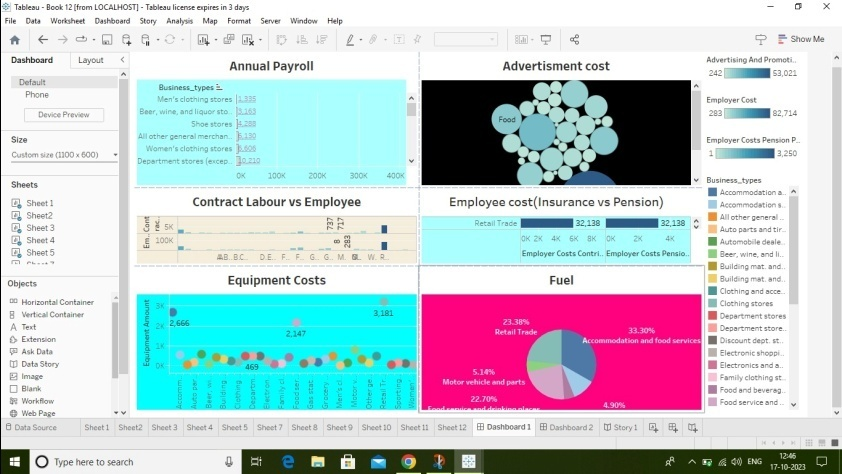 Tableau - Book 12 [from LOCALHOST] - Tableau license expires in 3 days
File Data Worksheet Dashboard Story Analysis Map Format Server Window Help
Show Me
Dashboard Layout
Default
Phone
Device Preview
Size
Custom size (1100 x 600)
Sheets
Sheet 1
Sheet2
Sheet 3
Sheet 4
Sheet 5
Objects
Horizontal Container
Vertical Container
Text
Extension
Ask Data
Data Story
Image
Blank
Workflow
Web Page
Annual Payroll
Business_types
Men's clothing stores 1,335
Beer, wine, and liquor sto.. 3,163
Shoe stores 4,288
All other general merchan.. 6,130
Women's clothing stores 6,606
Department stores (excep.. 10,210
0K 100K 200K 300K 400K
Advertisment cost
Food
Contract Labour vs Employee
Em.. Cont rac..
5K
100K
737 717
8 283
Employee cost(Insurance vs Pension)
Retail Trade 32,138 32,138
0K 2K 4K 6K 8K 0K 2K 4K
Employer Costs Contri.. Employer Costs Pensio..
Equipment Costs
Equipment Amount
3K
2K
1K
0K
2,666
2,147
3,181
469
Accomm..
Auto par..
Beer, wi..
Building..
Clothing..
Departm..
Electron..
Family cl..
Food ser..
Gas stat..
Grocery..
Men's cl..
Motor v..
Other ge..
Retail Tr..
Sporting..
Women'..
Fuel
23.38%
Retail Trade
33.30%
Accommodation and food services
5.14%
Motor vehicle and parts
22.70%
Food service and drinking places
4.90%
Advertising And Promoti..
242 53,021
Employer Cost
283 82,714
Employer Costs Pension P..
1 3,250
Business_types
Accommodation a..
Accommodation s..
All other general ..
Auto parts and tir..
Automobile deale..
Beer, wine, and li..
Building mat. and..
Building mat. and..
Clothing and acce..
Clothing stores
Department stores
Department store..
Discount dept. st..
Electronic shoppi..
Electronics and a..
Family clothing st..
Food and beverag..
Food service and ..
Data Source Sheet 1 Sheet2 Sheet 3 Sheet 4 Sheet 5 Sheet 7 Sheet 8 Sheet 9 Sheet 10 Sheet 11 Sheet 12 Dashboard 1 Dashboard 2 Story 1
Type here to search
ENG
12:46
17-10-2023